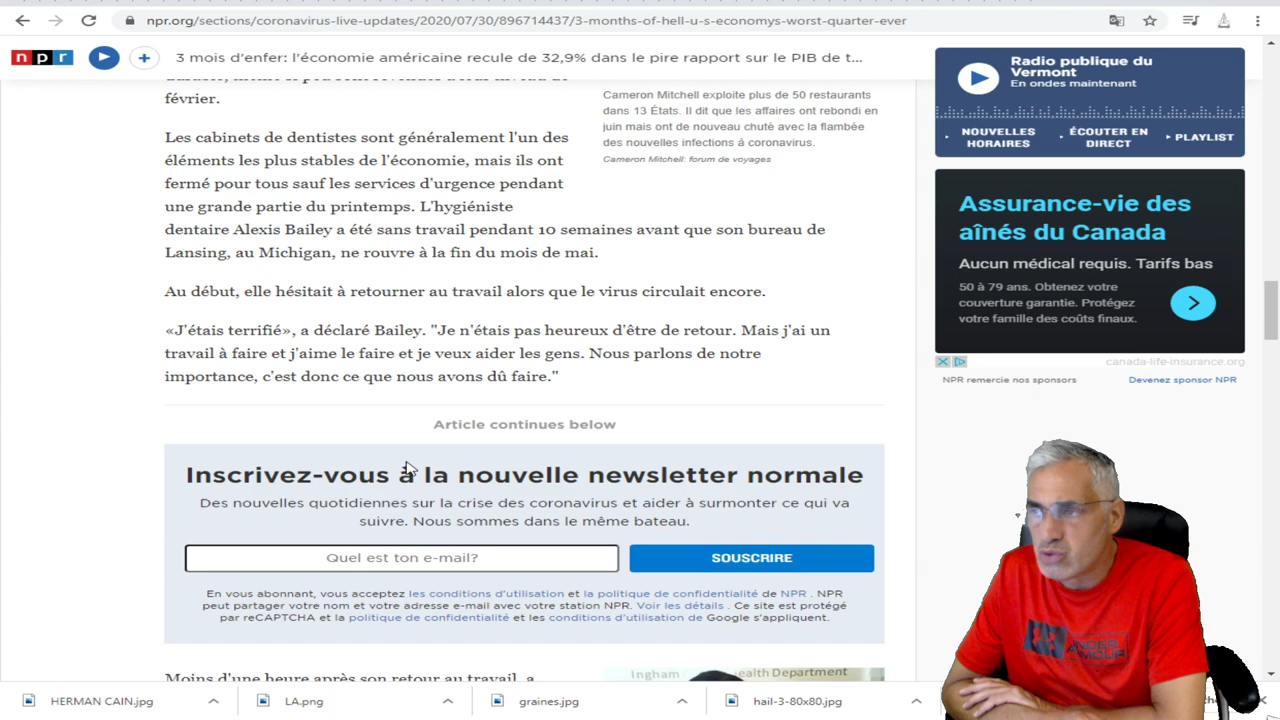 npr.org/sections/coronavirus-live-updates/2020/07/30/896714437/3-months-of-hell-u-s-economys-worst-quarter-ever
npr
3 mois d'enfer: l'économie américaine recule de 32,9% dans le pire rapport sur le PIB de t...
février.
Les cabinets de dentistes sont généralement l'un des
éléments les plus stables de l'économie, mais ils ont
fermé pour tous sauf les services d'urgence pendant
une grande partie du printemps. L'hygiéniste
dentaire Alexis Bailey a été sans travail pendant 10 semaines avant que son bureau de
Lansing, au Michigan, ne rouvre à la fin du mois de mai.
Au début, elle hésitait à retourner au travail alors que le virus circulait encore.
«J'étais terrifié», a déclaré Bailey. "Je n'étais pas heureux d'être de retour. Mais j'ai un
travail à faire et j'aime le faire et je veux aider les gens. Nous parlons de notre
importance, c'est donc ce que nous avons dû faire."
Cameron Mitchell exploite plus de 50 restaurants
dans 13 États. Il dit que les affaires ont rebondi en
juin mais ont de nouveau chuté avec la flambée
des nouvelles infections à coronavirus.
Cameron Mitchell: forum de voyages
Article continues below
Inscrivez-vous à la nouvelle newsletter normale
Des nouvelles quotidiennes sur la crise des coronavirus et aider à surmonter ce qui va
suivre. Nous sommes dans le même bateau.
Quel est ton e-mail?
SOUSCRIRE
En vous abonnant, vous acceptez les conditions d'utilisation et la politique de confidentialité de NPR . NPR
peut partager votre nom et votre adresse e-mail avec votre station NPR. Voir les détails . Ce site est protégé
par reCAPTCHA et la politique de confidentialité et les conditions d'utilisation de Google s'appliquent.
Moins d'une heure après son retour au travail, a
Ingham
Health Department
Radio publique du
Vermont
En ondes maintenant
NOUVELLES
HORAIRES
ÉCOUTER EN
DIRECT
PLAYLIST
Assurance-vie des
aînés du Canada
Aucun médical requis. Tarifs bas
50 à 79 ans. Obtenez votre
couverture garantie. Protégez
votre famille des coûts finaux.
canada-life-insurance.org
NPR remercie nos sponsors
Devenez sponsor NPR
UNDER
ARMOUR
HERMAN CAIN.jpg
LA.png
graines.jpg
hail-3-80x80.jpg